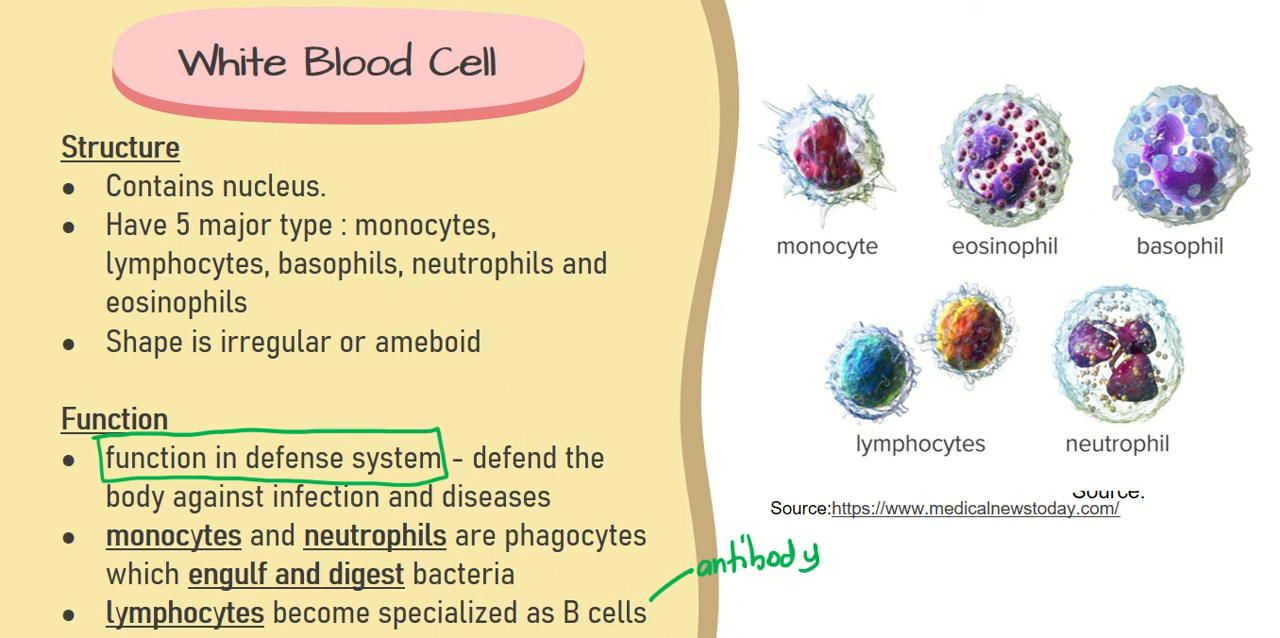 White Blood Cell
Structure
● Contains nucleus.
● Have 5 major type : monocytes,
lymphocytes, basophils, neutrophils and
eosinophils
● Shape is irregular or ameboid
Function
● function in defense system - defend the
body against infection and diseases
● monocytes and neutrophils are phagocytes
which engulf and digest bacteria
● lymphocytes become specialized as B cells
antibody
monocyte
eosinophil
basophil
lymphocytes
neutrophil
Source:
Source:https://www.medicalnewstoday.com/